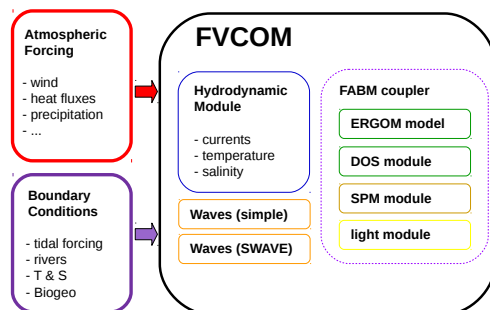 Atmospheric
Forcing
- wind
- heat fluxes
- precipitation
- ...
Boundary
Conditions
- tidal forcing
- rivers
- T & S
- Biogeo
FVCOM
Hydrodynamic
Module
- currents
- temperature
- salinity
Waves (simple)
Waves (SWAVE)
FABM coupler
ERGOM model
DOS module
SPM module
light module